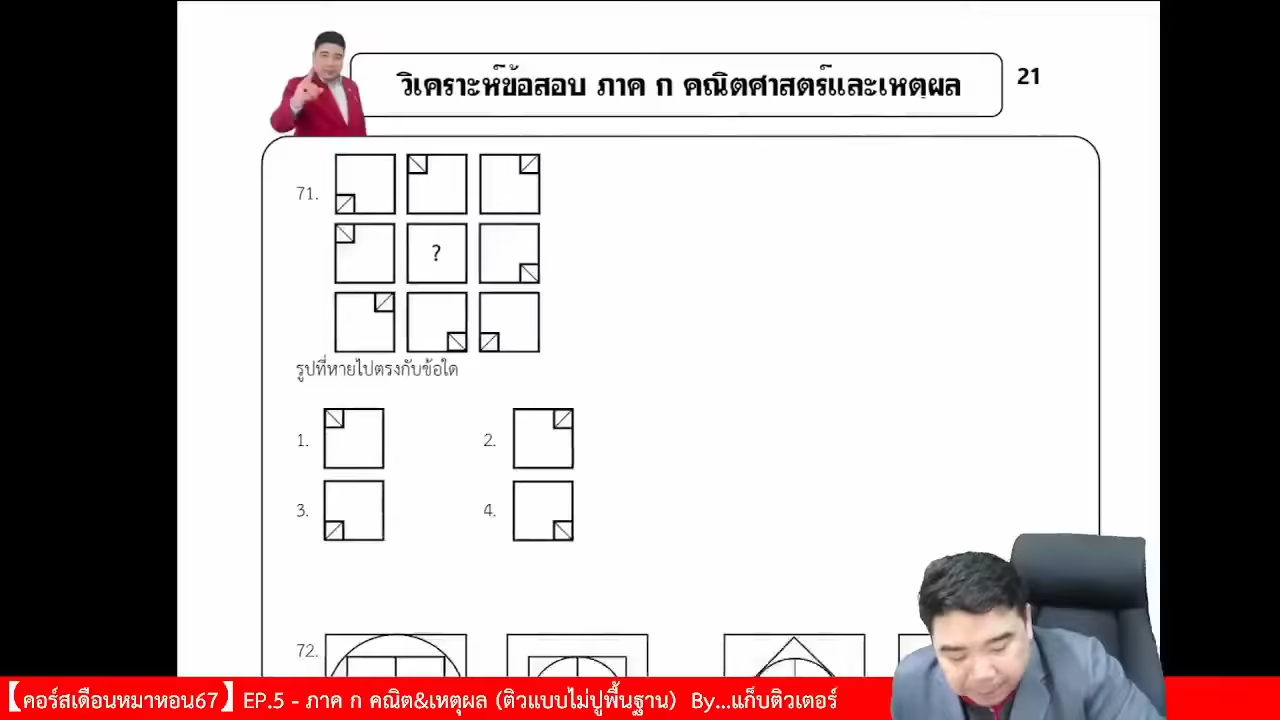 วิเคราะห์ข้อสอบ ภาค ก คณิตศาสตร์และเหตุผล
21
71.
?
รูปที่หายไปตรงกับข้อใด
1.
2.
3.
4.
72.
【คอร์สเดือนหมาหอน67】EP.5 - ภาค ก คณิต&เหตุผล (ติวแบบไม่ปูพื้นฐาน) By...แก็บติวเตอร์